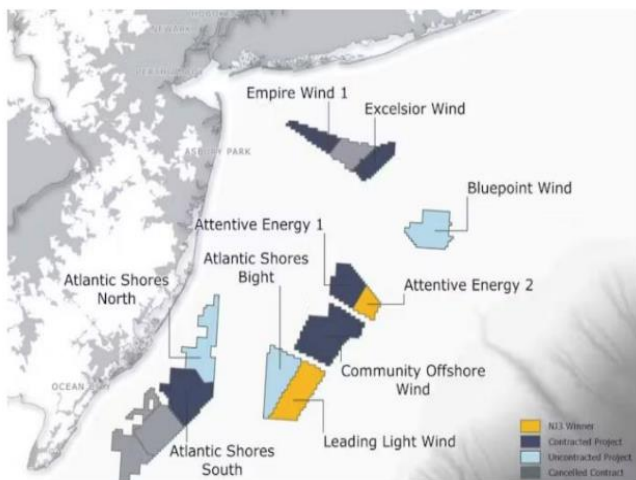 NEWARK
ASBURY PARK
Empire Wind 1
Excelsior Wind
Bluepoint Wind
Attentive Energy 1
Atlantic Shores
Bight
Atlantic Shores
North
Attentive Energy 2
Community Offshore
Wind
Leading Light Wind
Atlantic Shores
South
NJ3 Winner
Contracted Project
Uncontracted Project
Cancelled Contract